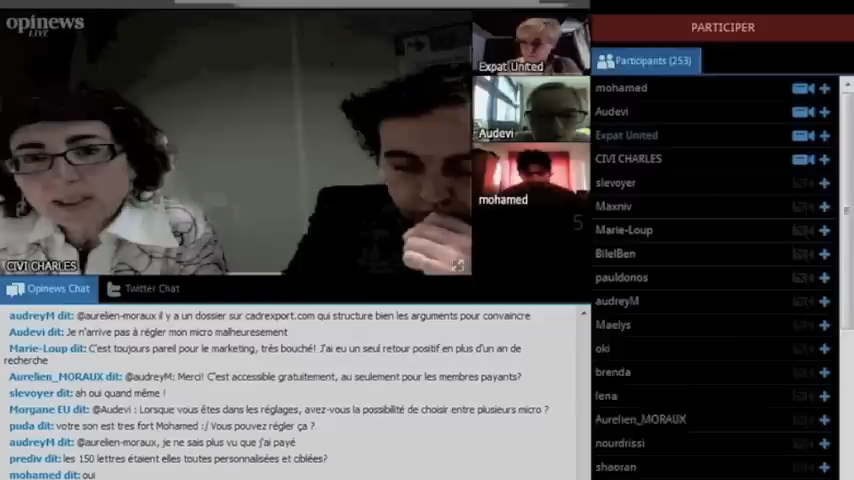 opinews
LIVE
Expat United
Audevi
mohamed
CIVI CHARLES
5
PARTICIPER
Participants (253)
mohamed
Audevi
Expat United
CIVI CHARLES
slevoyer
Maxniv
Marie-Loup
BilelBen
pauldonos
audreyM
Maelys
oki
brenda
lena
Aurelien_MORAUX
nourdrissi
shaoran
Opinews Chat
Twitter Chat
audreyM dit: @aurelien-moraux il y a un dossier sur cadrexport.com qui structure bien les arguments pour convaincre
Audevi dit: Je n'arrive pas à régler mon micro malheuresement
Marie-Loup dit: C'est toujours pareil pour le marketing, très bouché! J'ai eu un seul retour positif en plus d'un an de
recherche
Aurelien_MORAUX dit: @audreyM: Merci! C'est accessible gratuitement, au seulement pour les membres payants?
slevoyer dit: ah oui quand même !
Morgane EU dit: @Audevi : Lorsque vous êtes dans les réglages, avez-vous la possibilité de choisir entre plusieurs micro ?
puda dit: votre son est tres fort Mohamed :/ Vous pouvez régler ça ?
audreyM dit: @aurelien-moraux, je ne sais plus vu que j'ai payé
prediv dit: les 150 lettres étaient elles toutes personnalisées et ciblées?
mohamed dit: oui